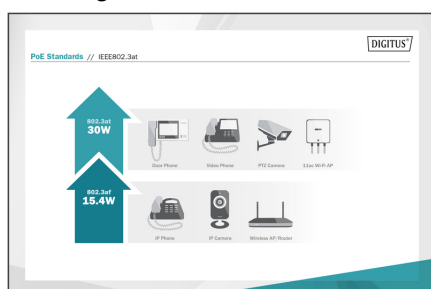 DIGITUS®
PoE Standards // IEEE802.3at
802.3at
30W
Door Phone Video Phone PTZ Camera 11ac Wi-Fi AP
802.3af
15.4W
IP Phone IP Camera Wireless AP/Router